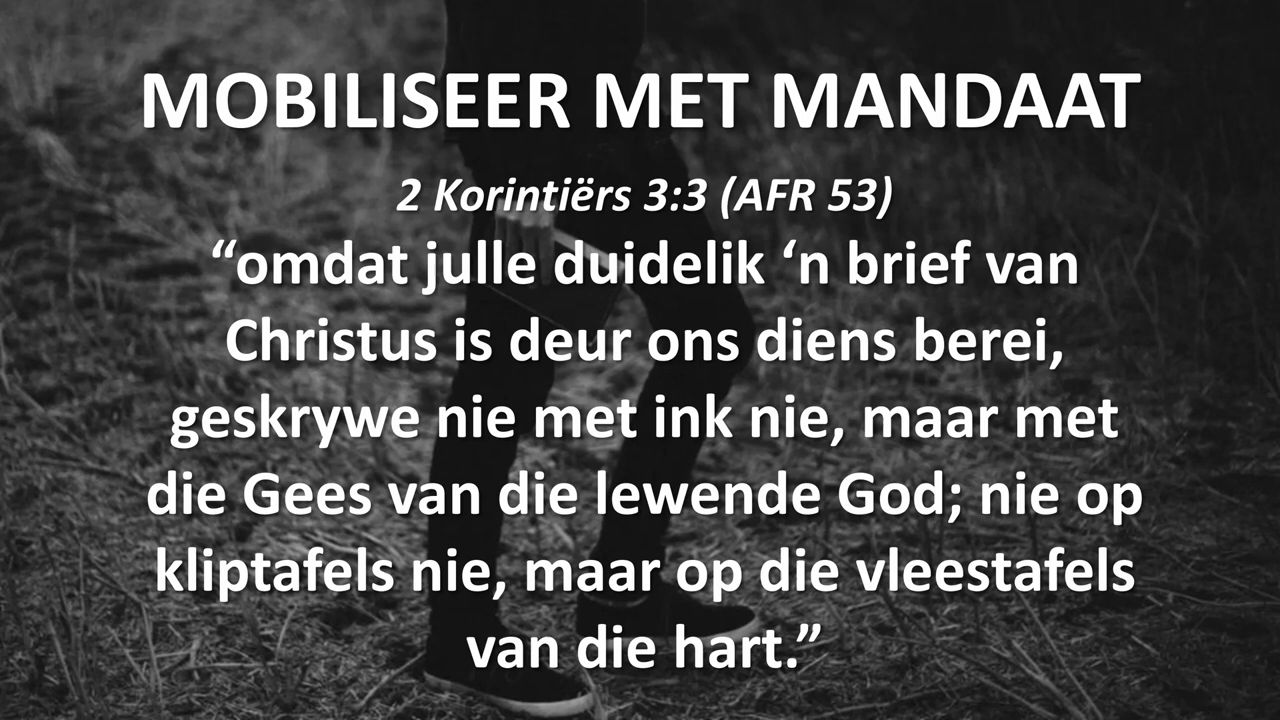 MOBILISEER MET MANDAAT
2 Korintiërs 3:3 (AFR 53)
“omdat julle duidelik ‘n brief van
Christus is deur ons diens berei,
geskrywe nie met ink nie, maar met
die Gees van die lewende God; nie op
kliptafels nie, maar op die vleestafels
van die hart.”